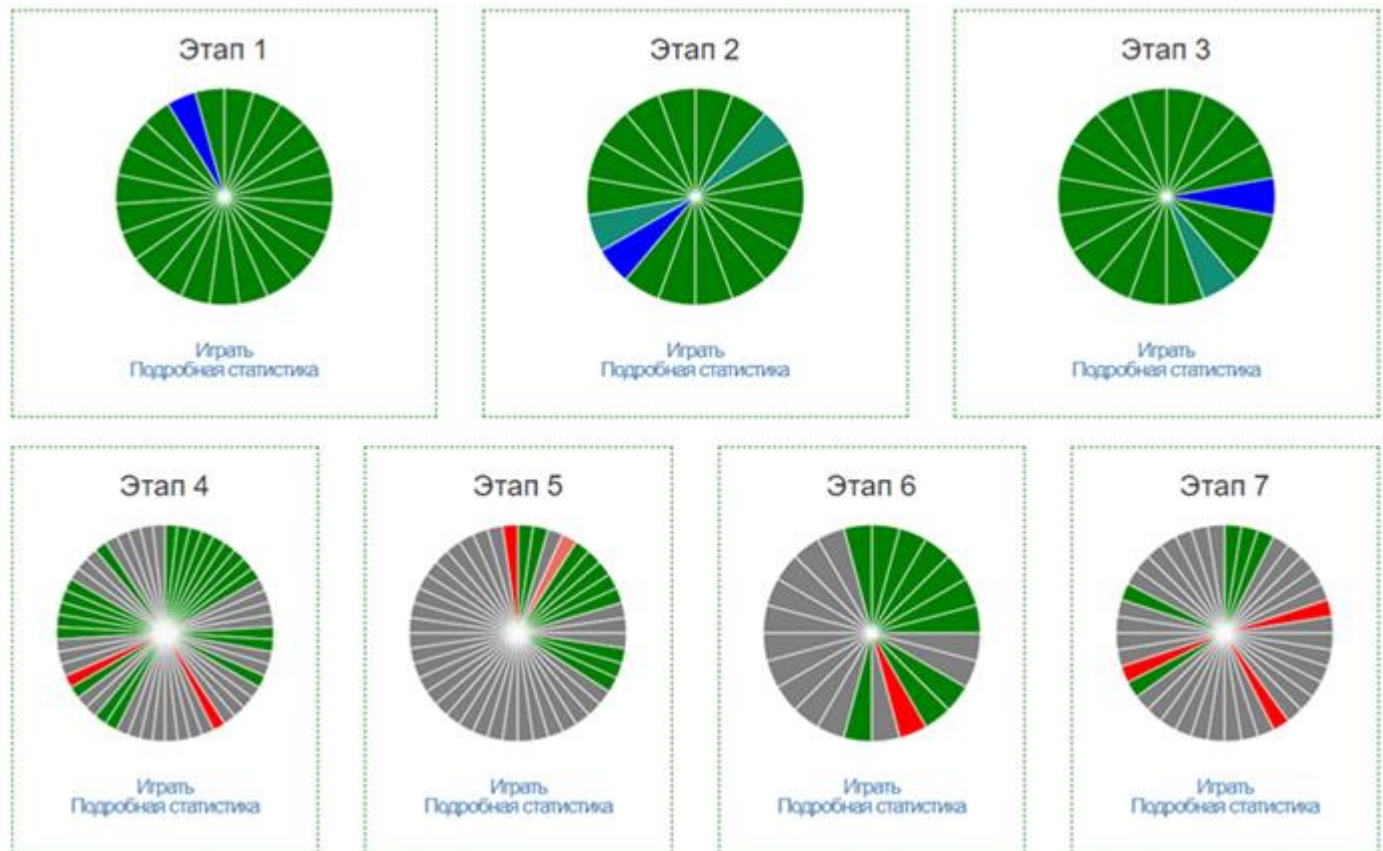 Этап 1
Этап 2
Этап 3
Играть
Подробная статистика
Играть
Подробная статистика
Играть
Подробная статистика
Этап 4
Этап 5
Этап 6
Этап 7
Играть
Подробная статистика
Играть
Подробная статистика
Играть
Подробная статистика
Играть
Подробная статистика